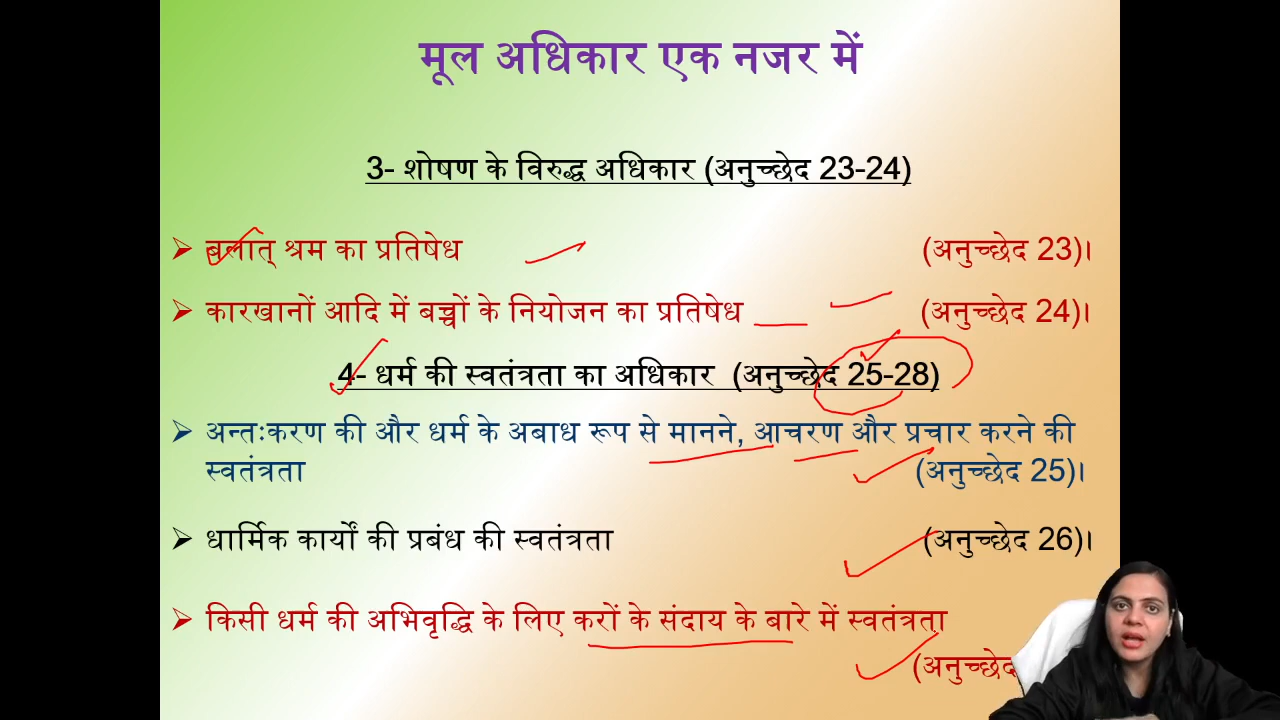 मूल अधिकार एक नजर में
3- शोषण के विरुद्ध अधिकार (अनुच्छेद 23-24)
➢ बलात् श्रम का प्रतिषेध (अनुच्छेद 23)।
➢ कारखानों आदि में बच्चों के नियोजन का प्रतिषेध (अनुच्छेद 24)।
4- धर्म की स्वतंत्रता का अधिकार (अनुच्छेद 25-28)
➢ अन्तःकरण की और धर्म के अबाध रूप से मानने, आचरण और प्रचार करने की
स्वतंत्रता (अनुच्छेद 25)।
➢ धार्मिक कार्यों की प्रबंध की स्वतंत्रता (अनुच्छेद 26)।
➢ किसी धर्म की अभिवृद्धि के लिए करों के संदाय के बारे में स्वतंत्रता
(अनुच्छेद